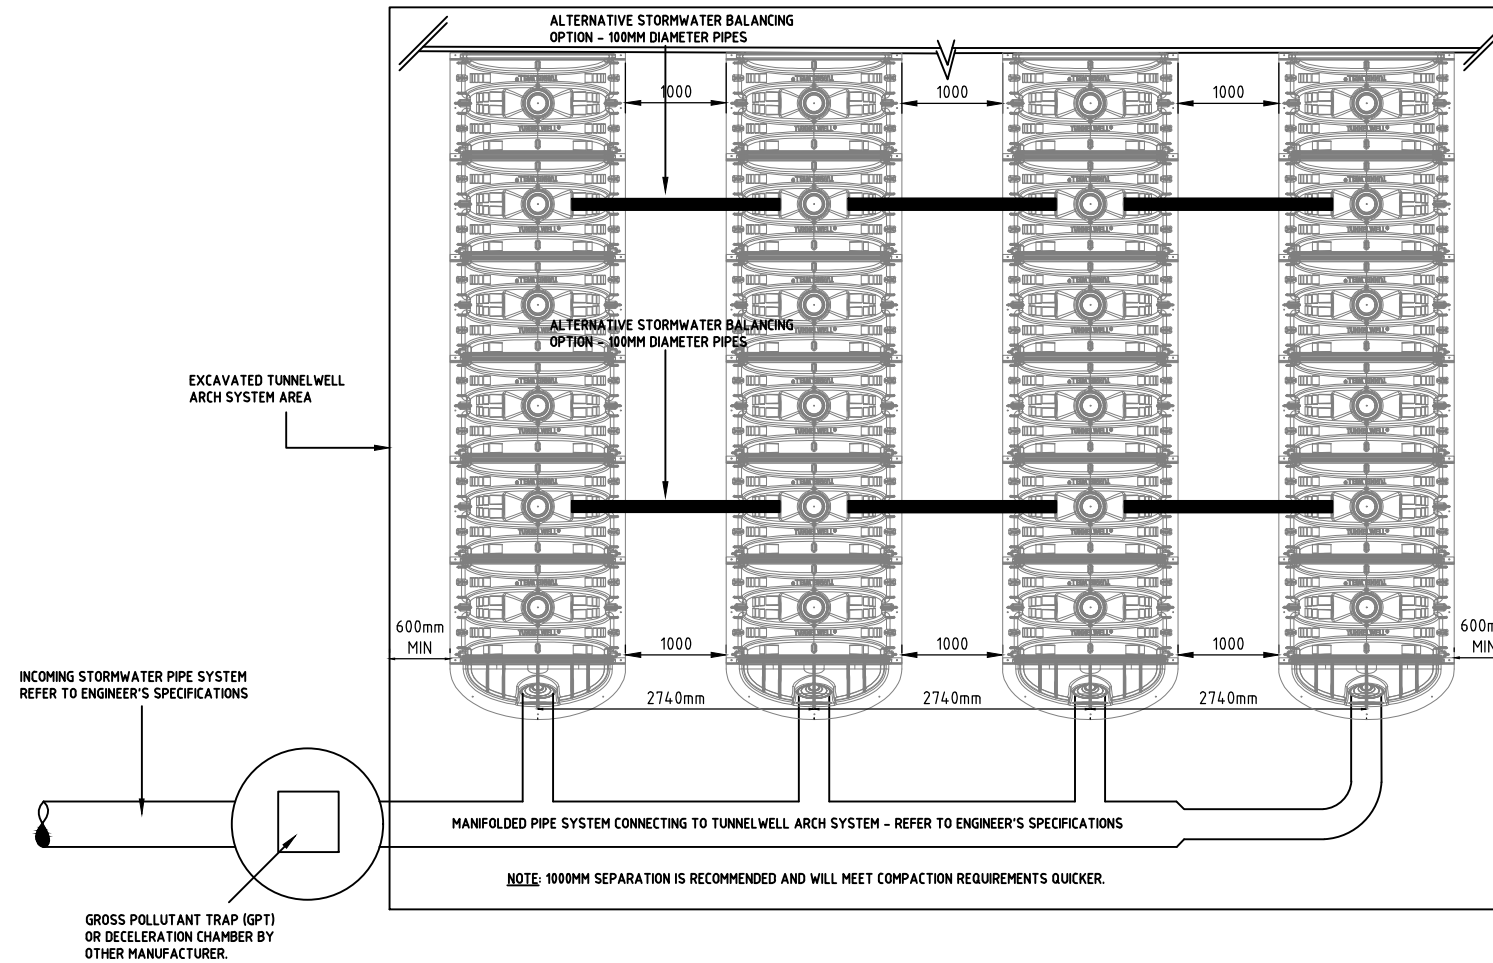 ALTERNATIVE STORMWATER BALANCING
OPTION - 100MM DIAMETER PIPES
1000
1000
1000
ALTERNATIVE STORMWATER BALANCING
OPTION - 100MM DIAMETER PIPES
EXCAVATED TUNNELWELL
ARCH SYSTEM AREA
TUNNELWELL®
600mm
MIN
1000
1000
1000
600m
MIN
2740mm
2740mm
2740mm
INCOMING STORMWATER PIPE SYSTEM
REFER TO ENGINEER'S SPECIFICATIONS
MANIFOLDED PIPE SYSTEM CONNECTING TO TUNNELWELL ARCH SYSTEM - REFER TO ENGINEER'S SPECIFICATIONS
NOTE: 1000MM SEPARATION IS RECOMMENDED AND WILL MEET COMPACTION REQUIREMENTS QUICKER.
GROSS POLLUTANT TRAP (GPT)
OR DECELERATION CHAMBER BY
OTHER MANUFACTURER.